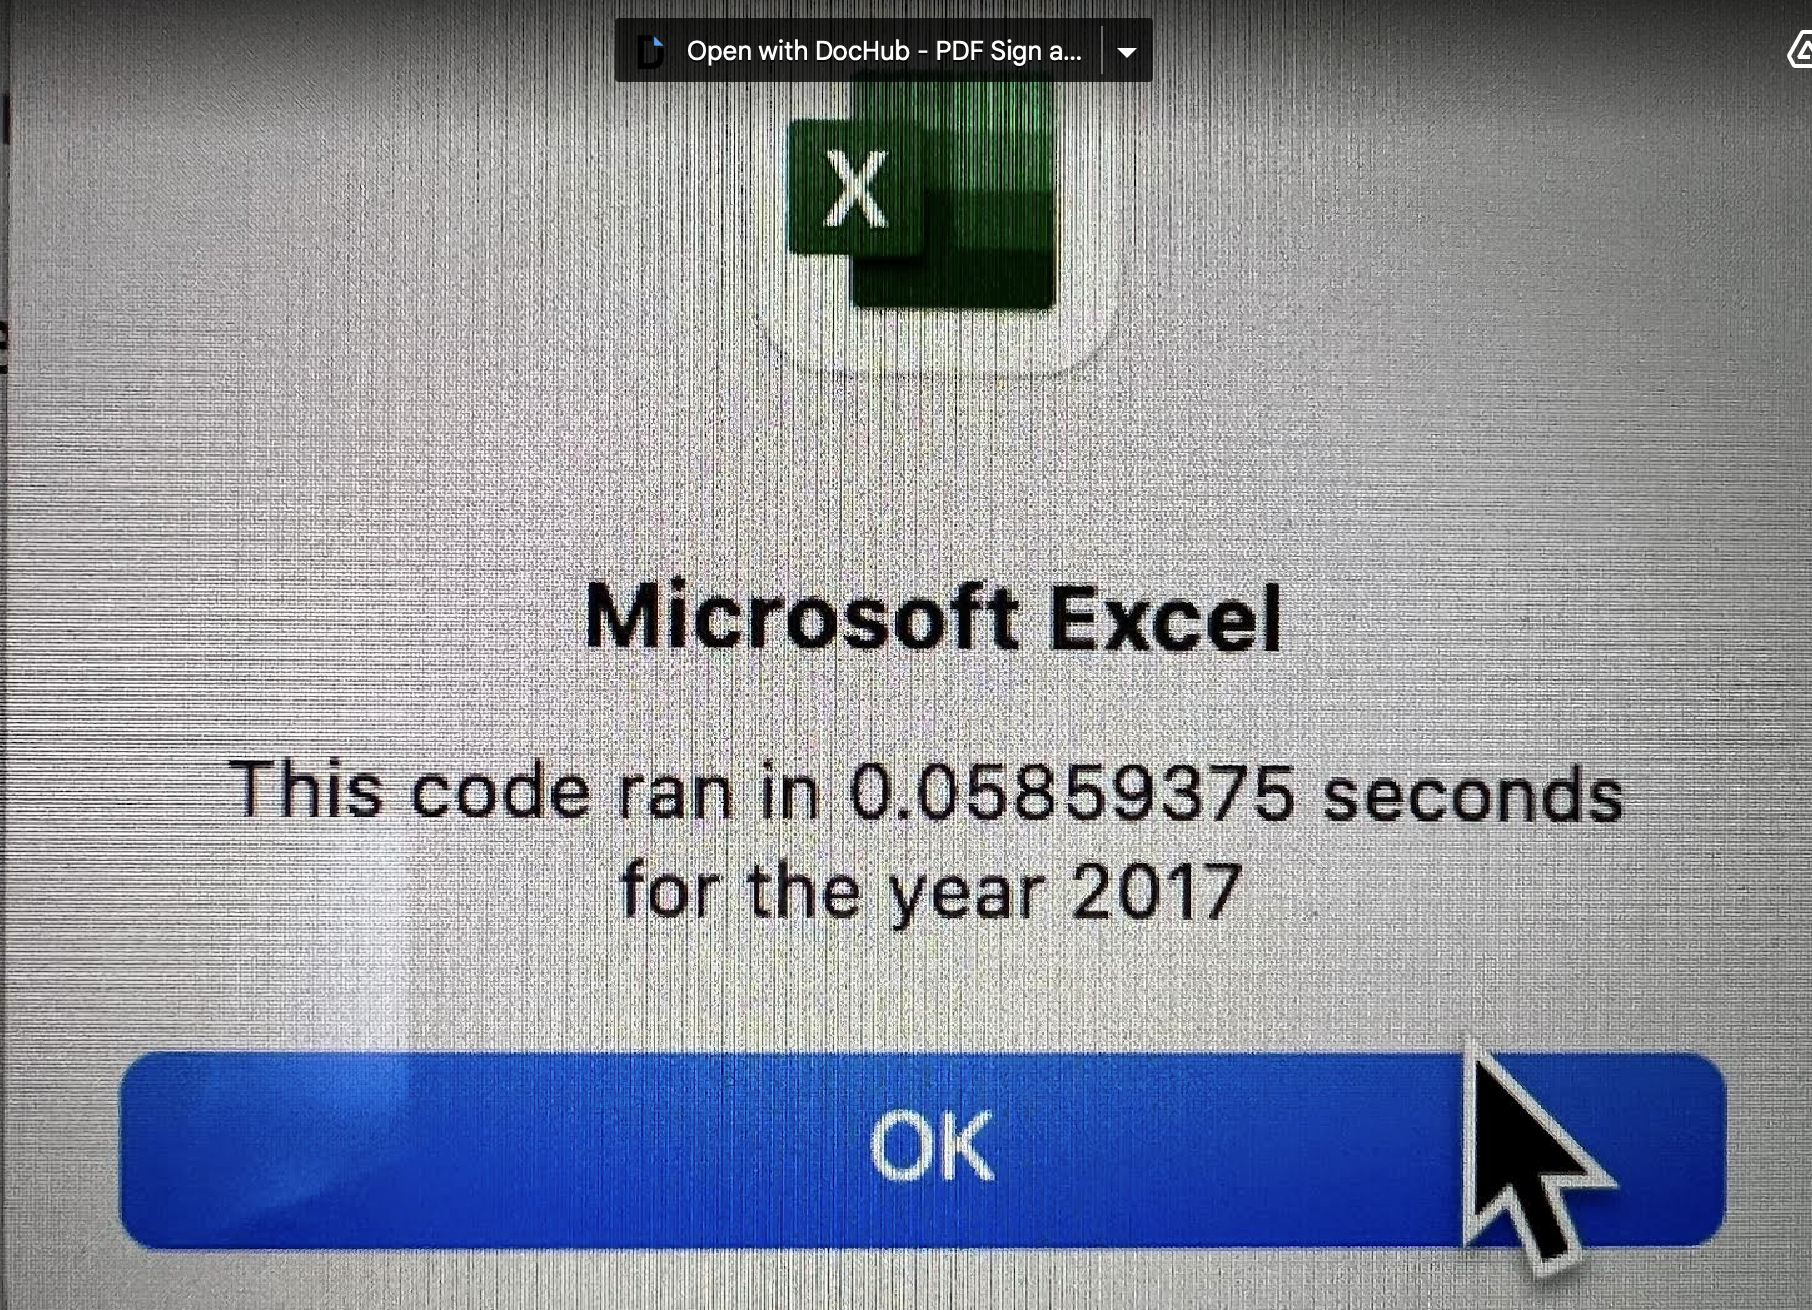 Open with DocHub - PDF Sign a...
X
Microsoft Excel
This code ran in 0.05859375 seconds
for the year 2017
OK